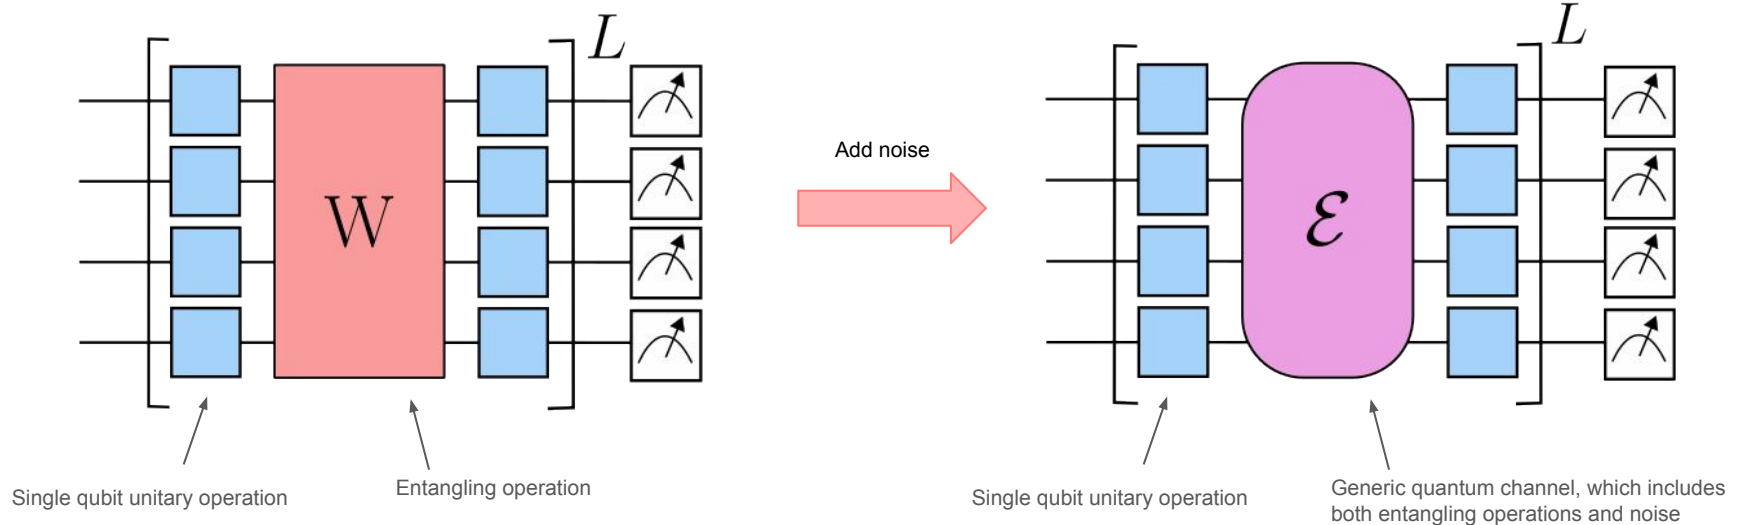 L
L
Add noise
W
ℰ
Single qubit unitary operation
Entangling operation
Single qubit unitary operation
Generic quantum channel, which includes
both entangling operations and noise